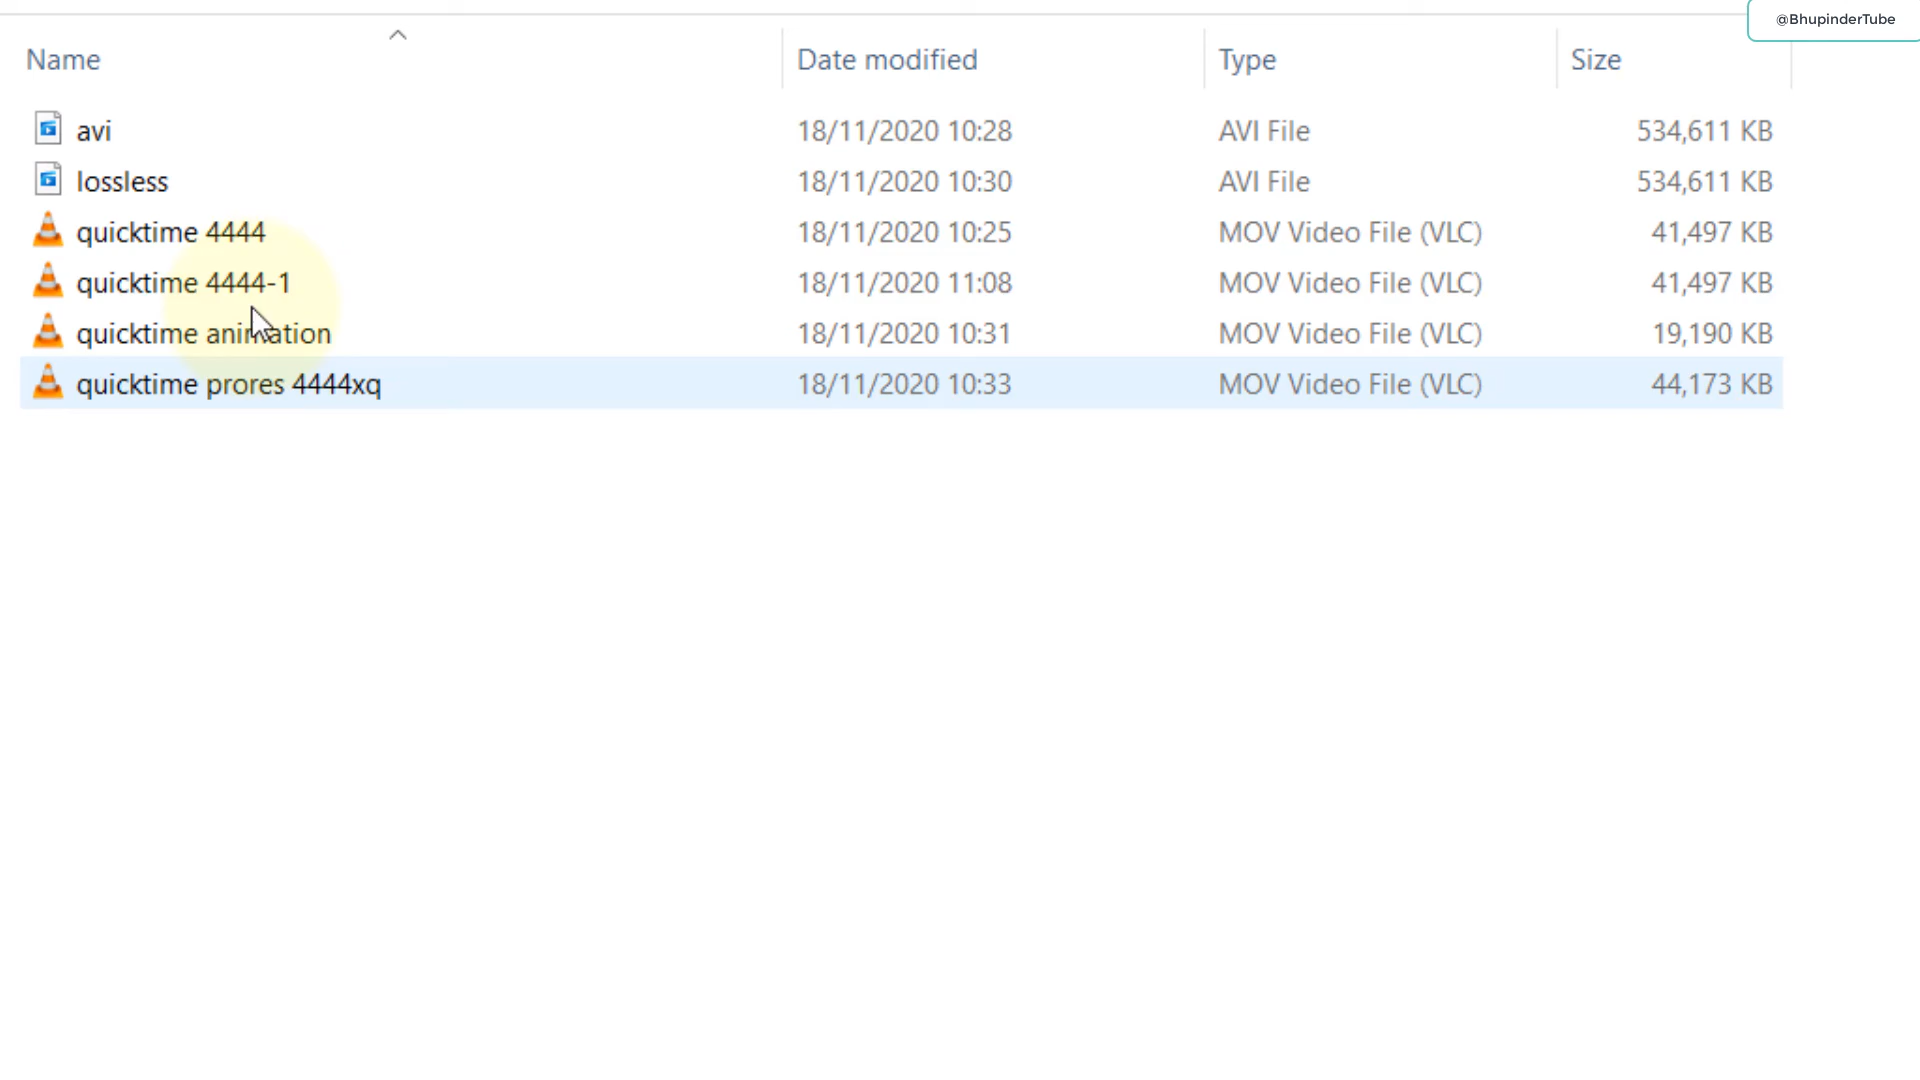 @BhupinderTube
Name Date modified Type Size
avi 18/11/2020 10:28 AVI File 534,611 KB
lossless 18/11/2020 10:30 AVI File 534,611 KB
quicktime 4444 18/11/2020 10:25 MOV Video File (VLC) 41,497 KB
quicktime 4444-1 18/11/2020 11:08 MOV Video File (VLC) 41,497 KB
quicktime animation 18/11/2020 10:31 MOV Video File (VLC) 19,190 KB
quicktime prores 4444xq 18/11/2020 10:33 MOV Video File (VLC) 44,173 KB